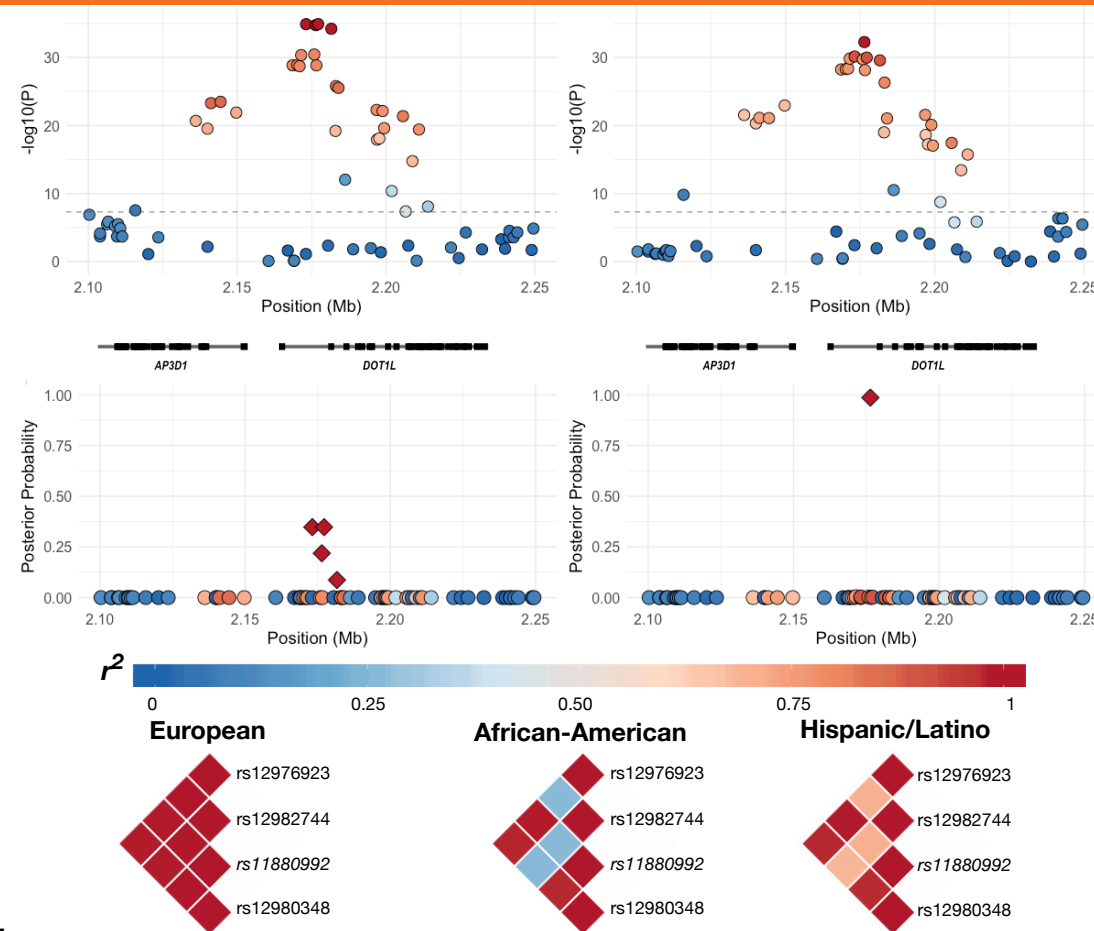 30
20
10
0
-log10(P)
2.10 2.15 2.20 2.25
Position (Mb)
30
20
10
0
-log10(P)
2.10 2.15 2.20 2.25
Position (Mb)
AP3D1 DOT1L
AP3D1 DOT1L
1.00
0.75
0.50
0.25
0.00
Posterior Probability
2.10 2.15 2.20 2.25
Position (Mb)
1.00
0.75
0.50
0.25
0.00
Posterior Probability
2.10 2.15 2.20 2.25
Position (Mb)
r²
0 0.25 0.50 0.75 1
European African-American Hispanic/Latino
rs12976923 rs12976923 rs12976923
rs12982744 rs12982744 rs12982744
rs11880992 rs11880992 rs11880992
rs12980348 rs12980348 rs12980348